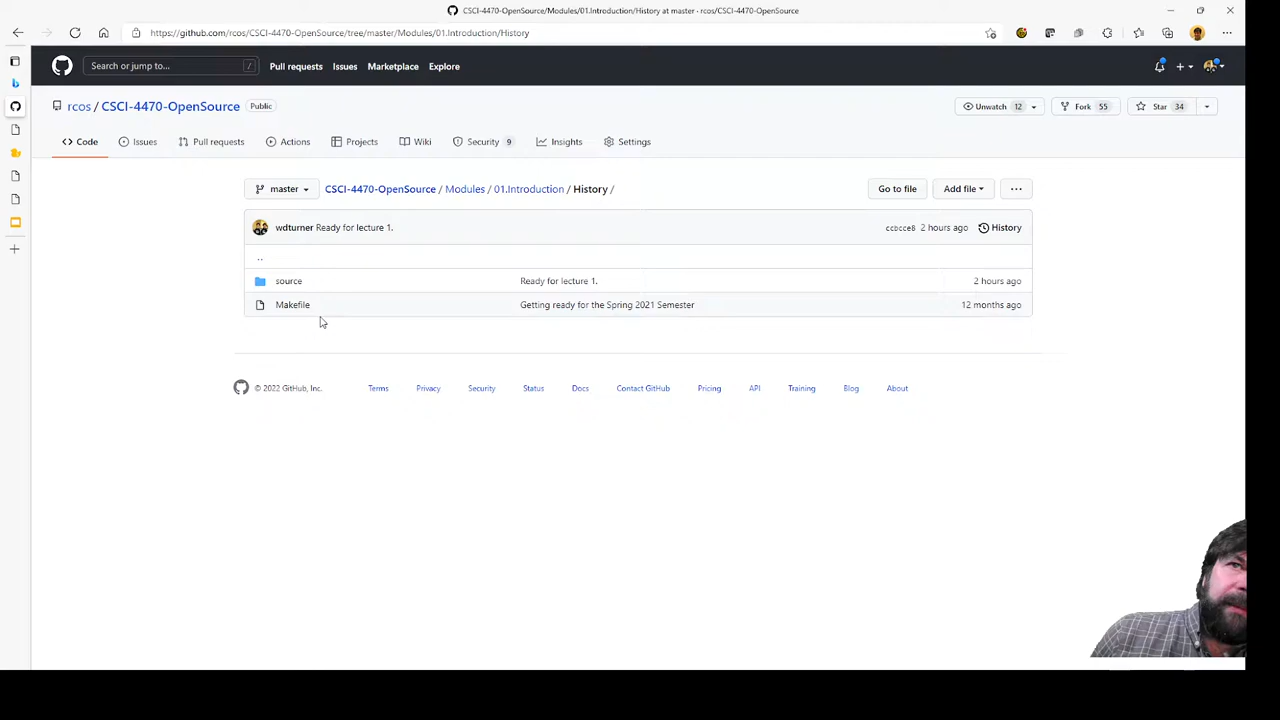 CSCI-4470-OpenSource/Modules/01.Introduction/History at master · rcos/CSCI-4470-OpenSource
https://github.com/rcos/CSCI-4470-OpenSource/tree/master/Modules/01.Introduction/History
Search or jump to... / Pull requests Issues Marketplace Explore
rcos / CSCI-4470-OpenSource Public Unwatch 12 Fork 55 Star 34
<> Code Issues Pull requests Actions Projects Wiki Security 9 Insights Settings
master CSCI-4470-OpenSource / Modules / 01.Introduction / History / Go to file Add file ...
wdturner Ready for lecture 1. ccbcce8 2 hours ago History
..
source Ready for lecture 1. 2 hours ago
Makefile Getting ready for the Spring 2021 Semester 12 months ago
© 2022 GitHub, Inc. Terms Privacy Security Status Docs Contact GitHub Pricing API Training Blog About